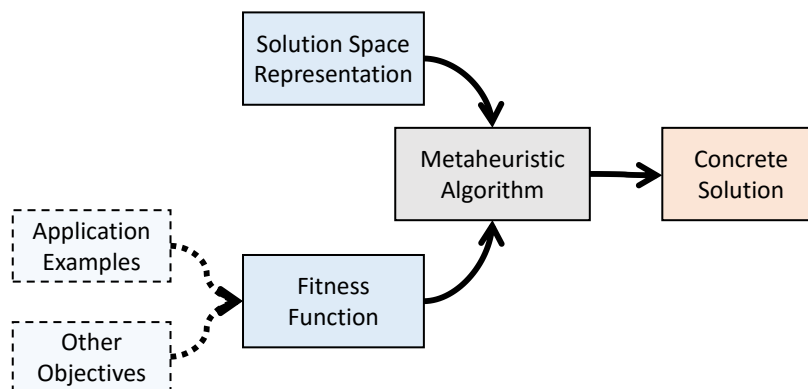 Solution Space
Representation
Metaheuristic
Algorithm
Concrete
Solution
Application
Examples
Fitness
Function
Other
Objectives